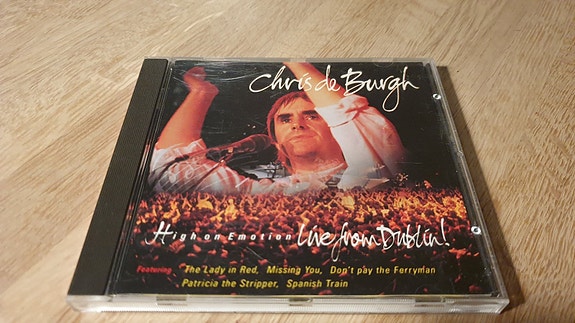 Chris de Burgh
High on Emotion Live from Dublin!
Featuring The Lady in Red, Missing You, Don't pay the Ferryman
Patricia the Stripper, Spanish Train